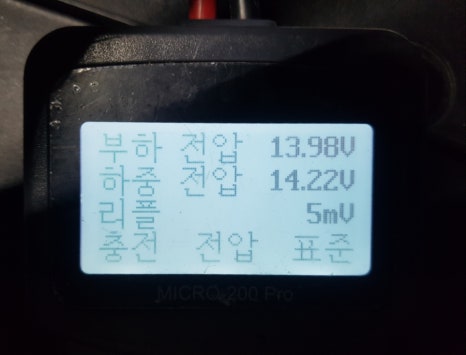 부하 전압 13.98V
하중 전압 14.22V
리플 5mV
충전 전압 표준
MICRO-200 Pro